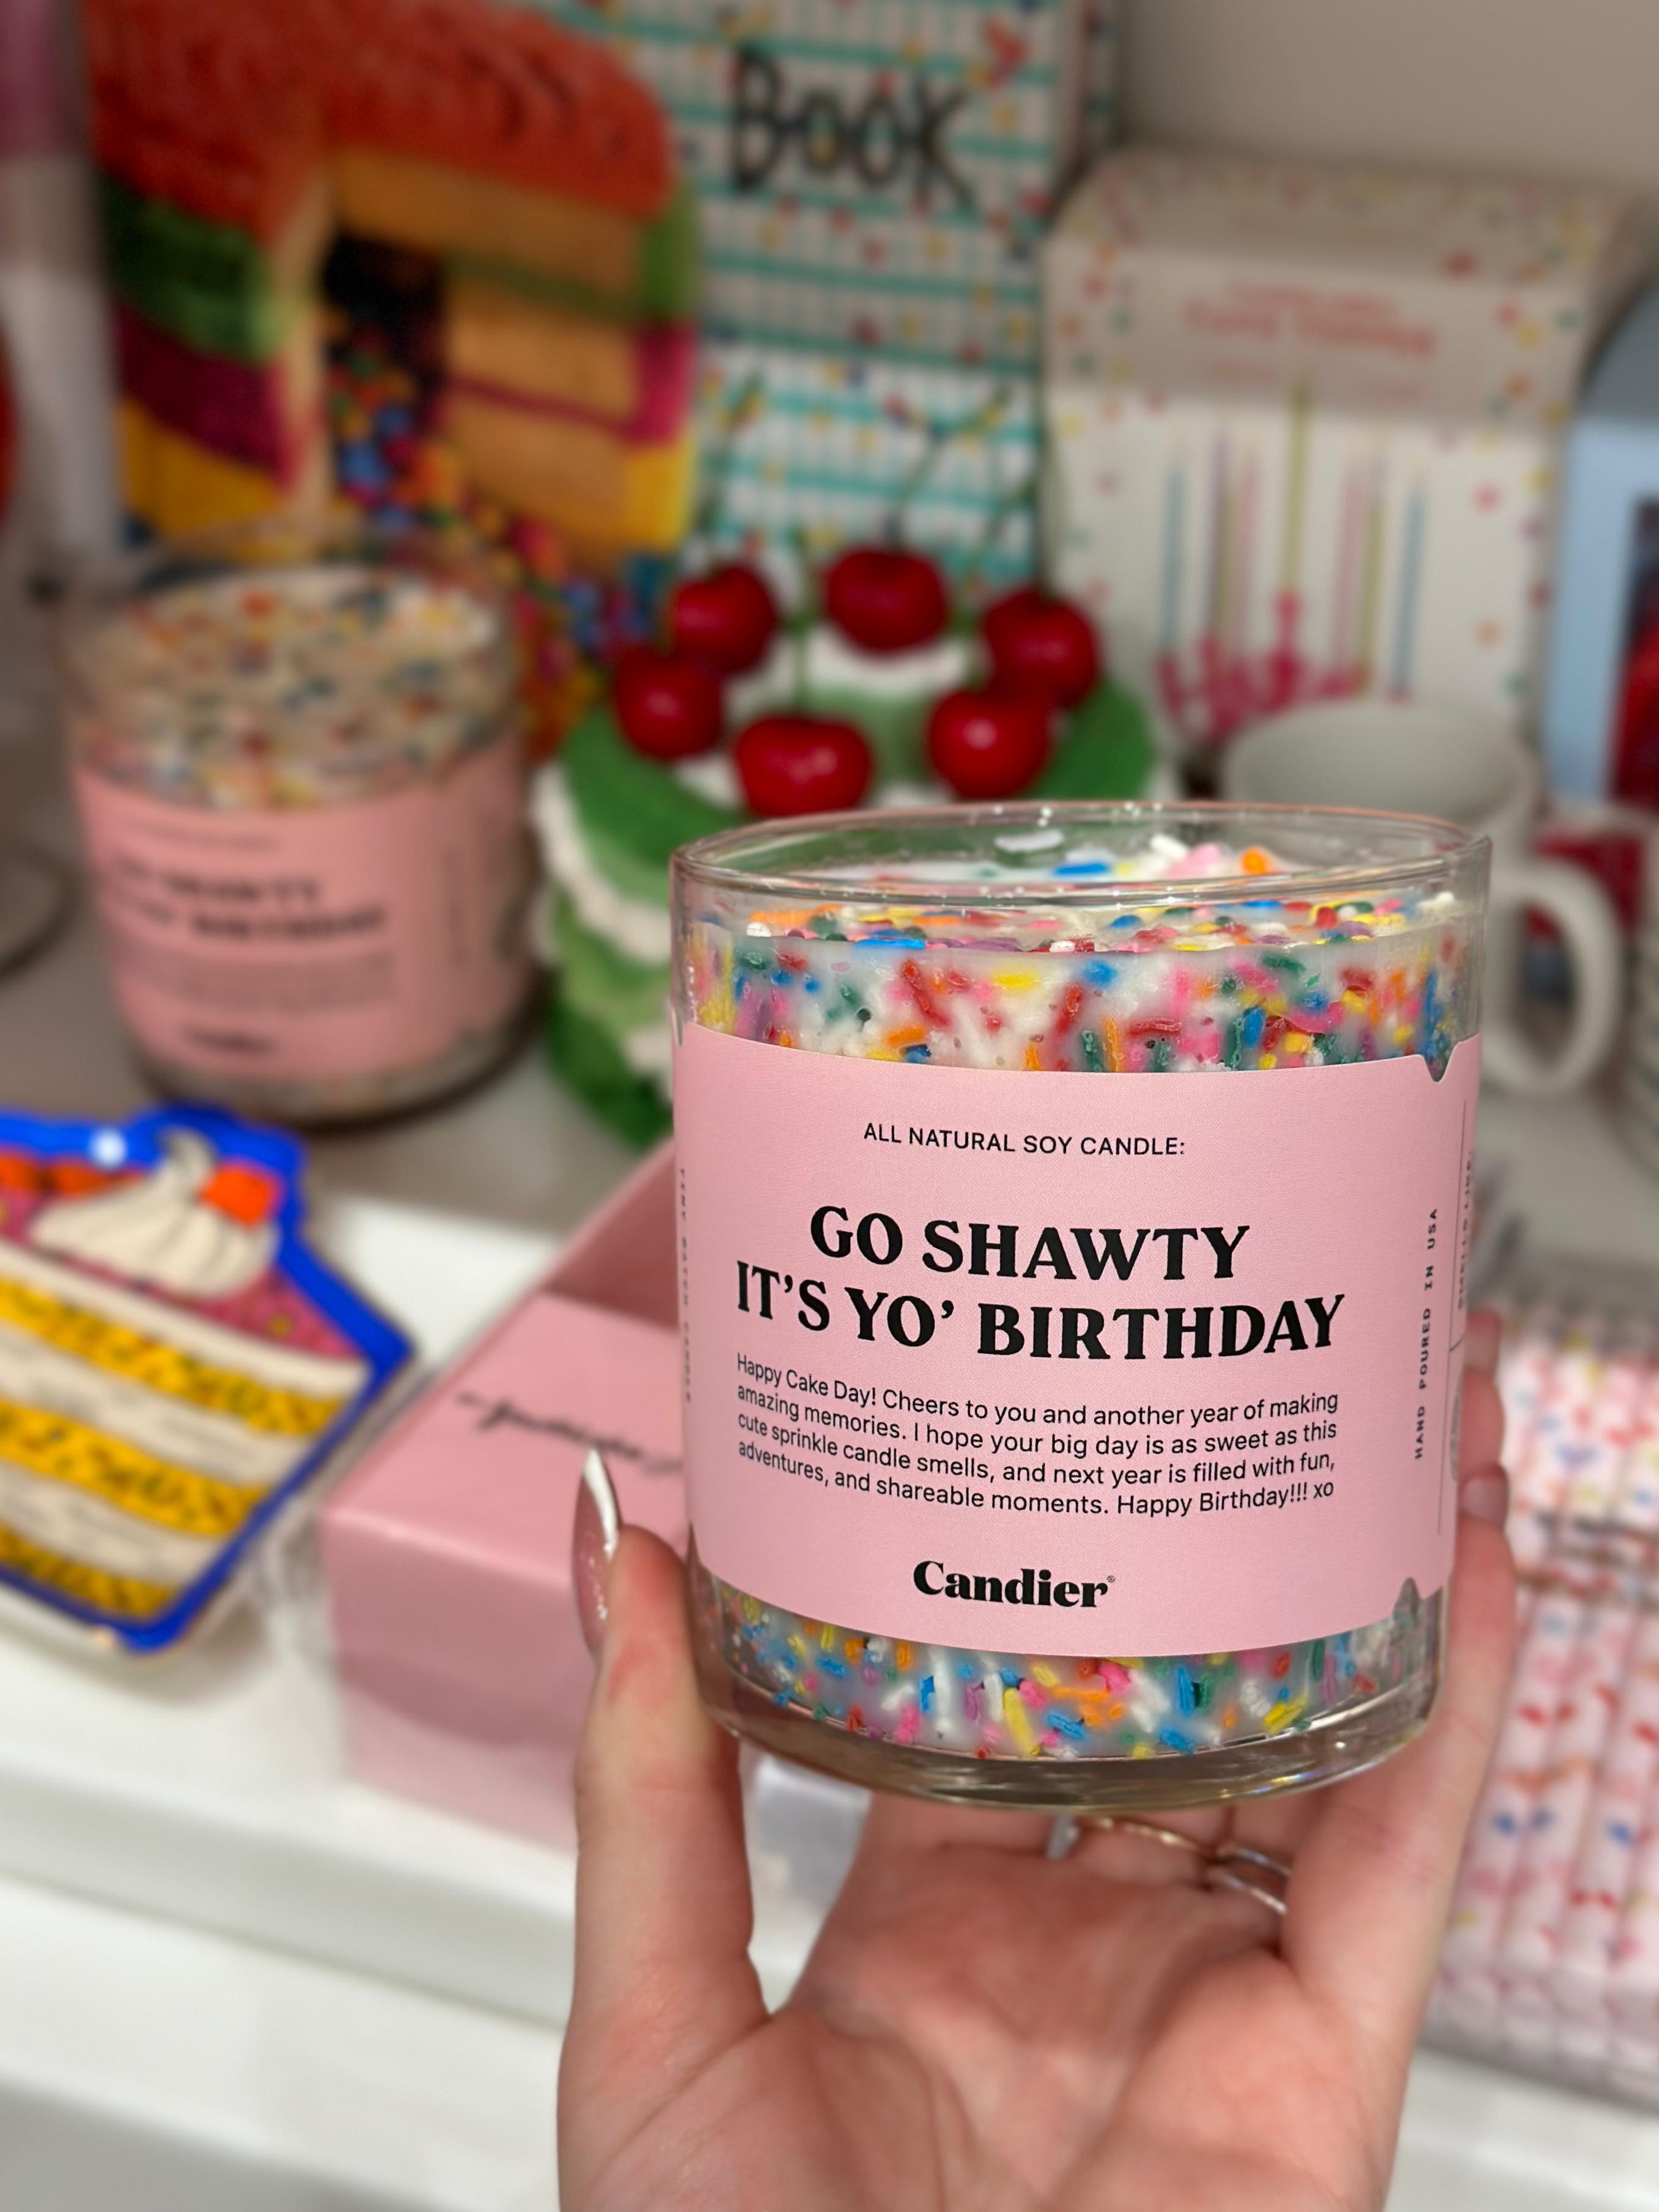 BOOK
ALL NATURAL SOY CANDLE:
GO SHAWTY
IT'S YO' BIRTHDAY
Happy Cake Day! Cheers to you and another year of making
amazing memories. I hope your big day is as sweet as this
cute sprinkle candle smells, and next year is filled with fun,
adventures, and shareable moments. Happy Birthday!!! xo
Candier®
HAND POURED IN USA
SMELLS LIKE: